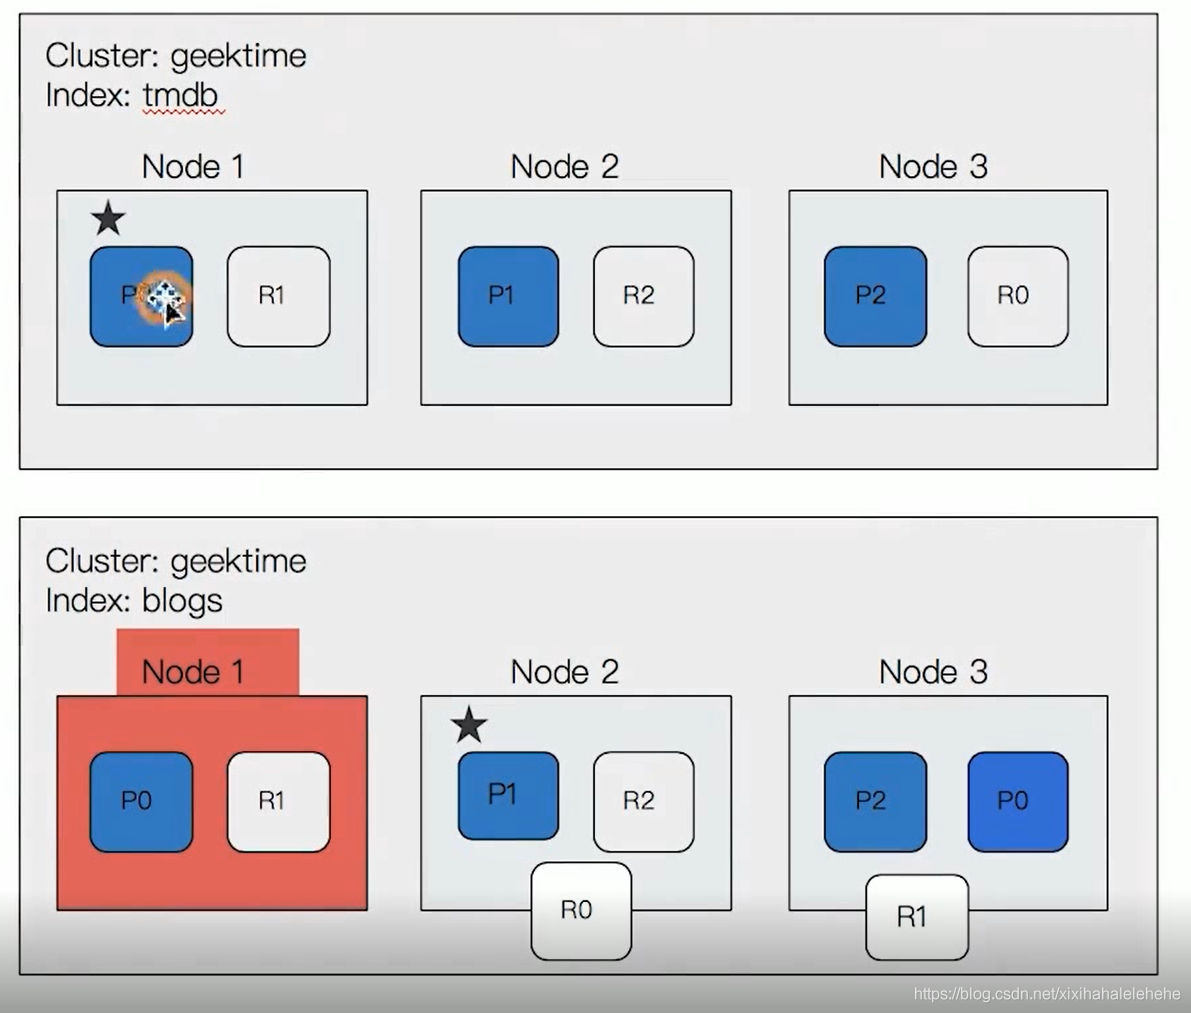 Cluster: geektime
Index: tmdb
Node 1
Node 2
Node 3
R1
P1
R2
P2
R0
Cluster: geektime
Index: blogs
Node 1
Node 2
Node 3
P0
R1
P1
R2
P2
P0
R0
R1
https://blog.csdn.net/xixihahalelehehe